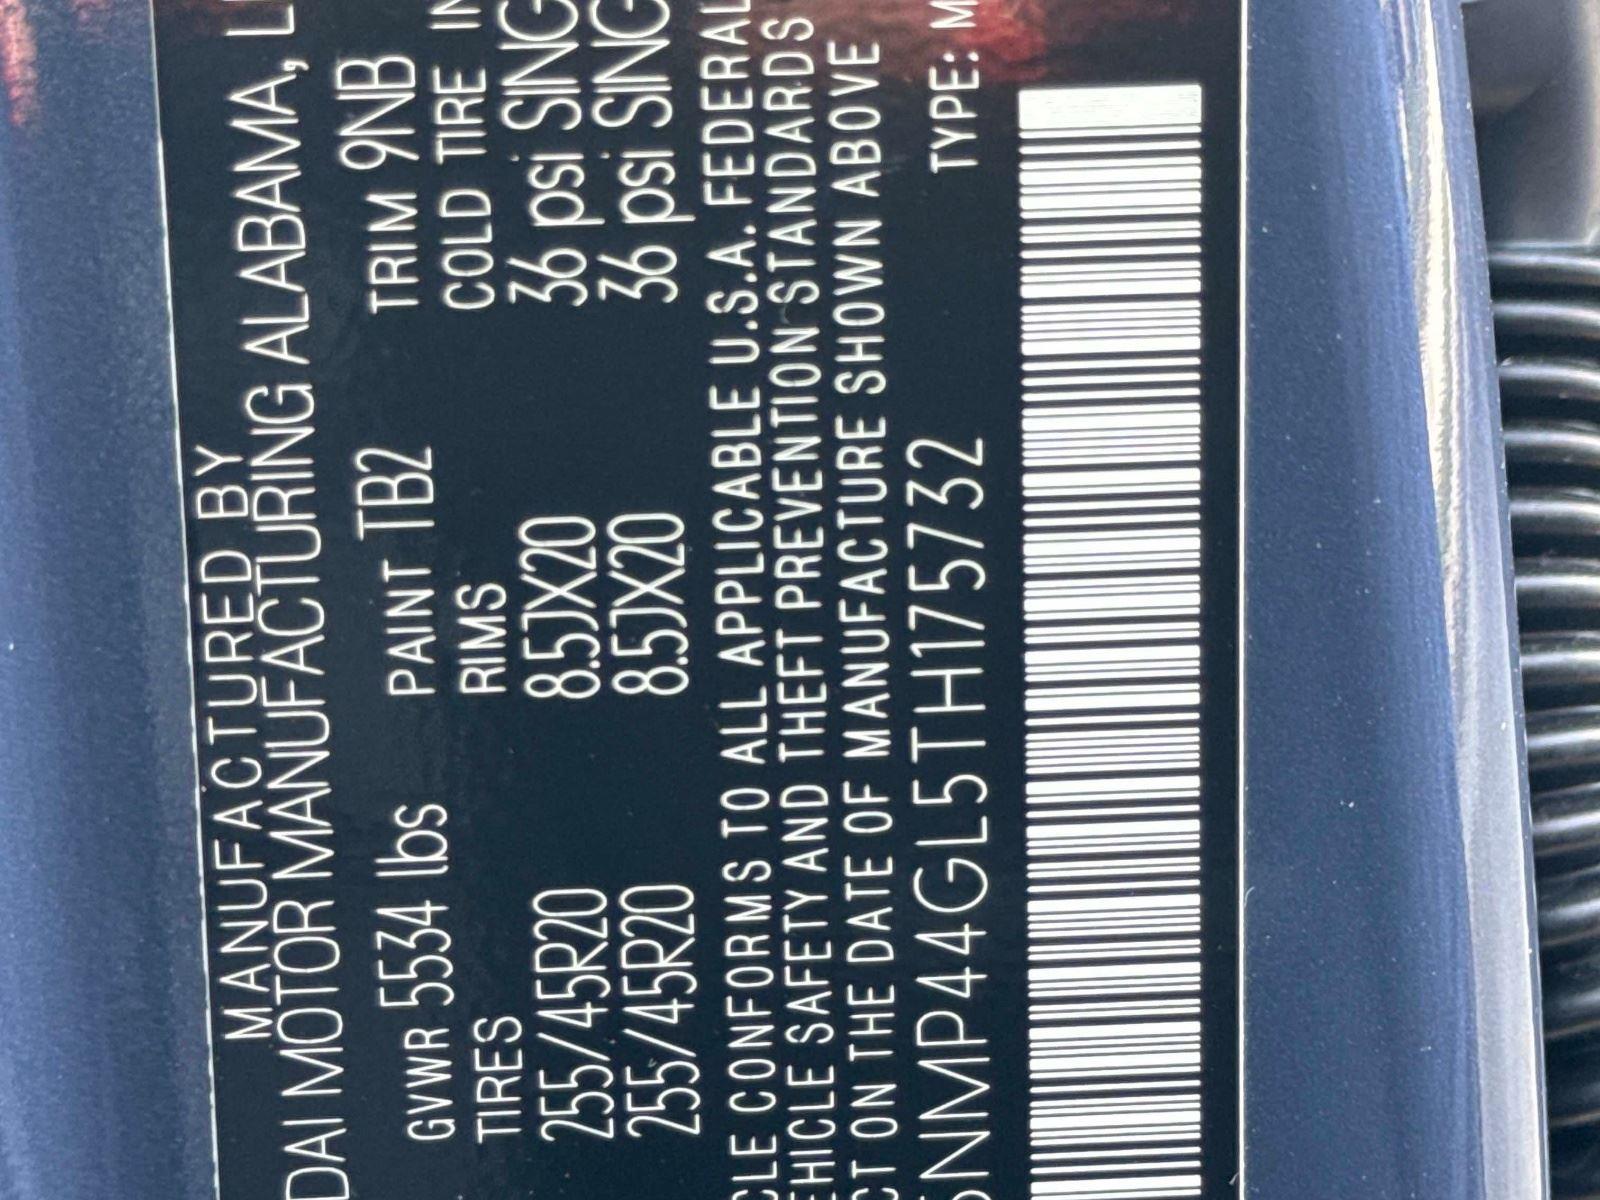 MANUFACTURED BY
DAI MOTOR MANUFACTURING ALABAMA, L
GVWR 5534 lbs PAINT TB2 TRIM 9NB
TIRES RIMS COLD TIRE IN
255/45R20 8.5JX20 36 psi SING
255/45R20 8.5JX20 36 psi SING
CLE CONFORMS TO ALL APPLICABLE U.S.A. FEDERAL
EHICLE SAFETY AND THEFT PREVENTION STANDARDS
CT ON THE DATE OF MANUFACTURE SHOWN ABOVE
5NMP44GL5TH175732 TYPE: M